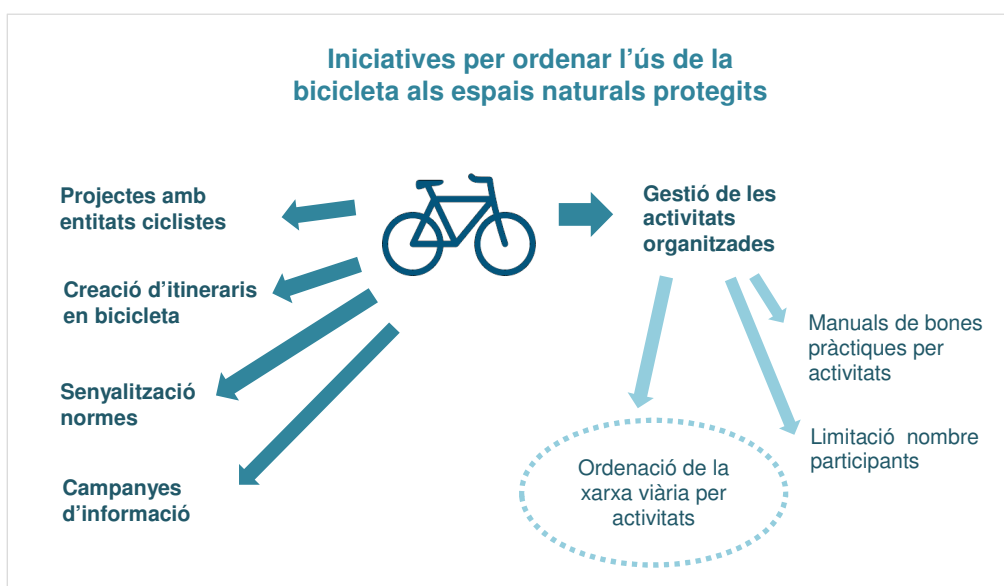 Iniciatives per ordenar l’ús de la
bicicleta als espais naturals protegits
Projectes amb
entitats ciclistes
Creació d’itineraris
en bicicleta
Senyalització
normes
Campanyes
d’informació
Gestió de les
activitats
organitzades
Manuals de bones
pràctiques per
activitats
Limitació nombre
participants
Ordenació de la
xarxa viària per
activitats